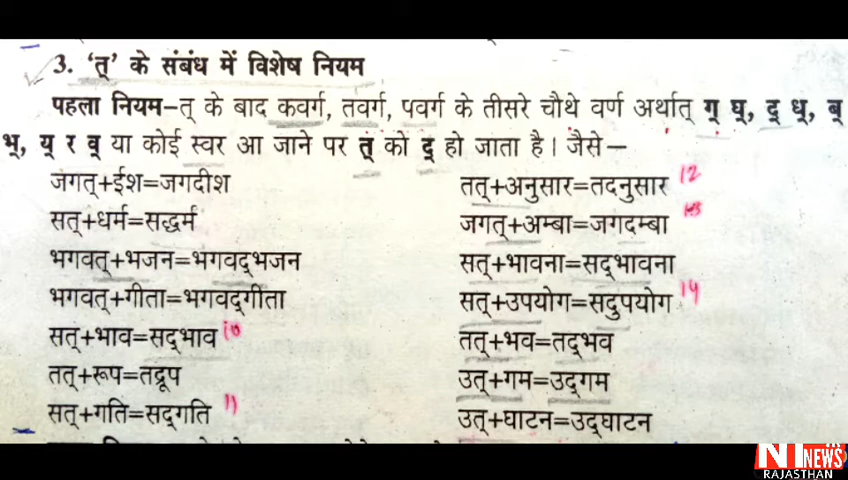 3. 'त्' के संबंध में विशेष नियम
पहला नियम–त् के बाद कवर्ग, तवर्ग, पवर्ग के तीसरे चौथे वर्ण अर्थात् ग् घ्, द् ध्, ब्
भ्, य् र व् या कोई स्वर आ जाने पर त् को द् हो जाता है। जैसे–
जगत्+ईश=जगदीश
सत्+धर्म=सद्धर्म
भगवत्+भजन=भगवद्भजन
भगवत्+गीता=भगवद्गीता
सत्+भाव=सद्भाव 10
तत्+रूप=तद्रूप
सत्+गति=सद्गति 11
तत्+अनुसार=तदनुसार 12
जगत्+अम्बा=जगदम्बा 13
सत्+भावना=सद्भावना
सत्+उपयोग=सदुपयोग 14
तत्+भव=तद्भव
उत्+गम=उद्गम
उत्+घाटन=उद्घाटन
N1 NEWS
RAJASTHAN